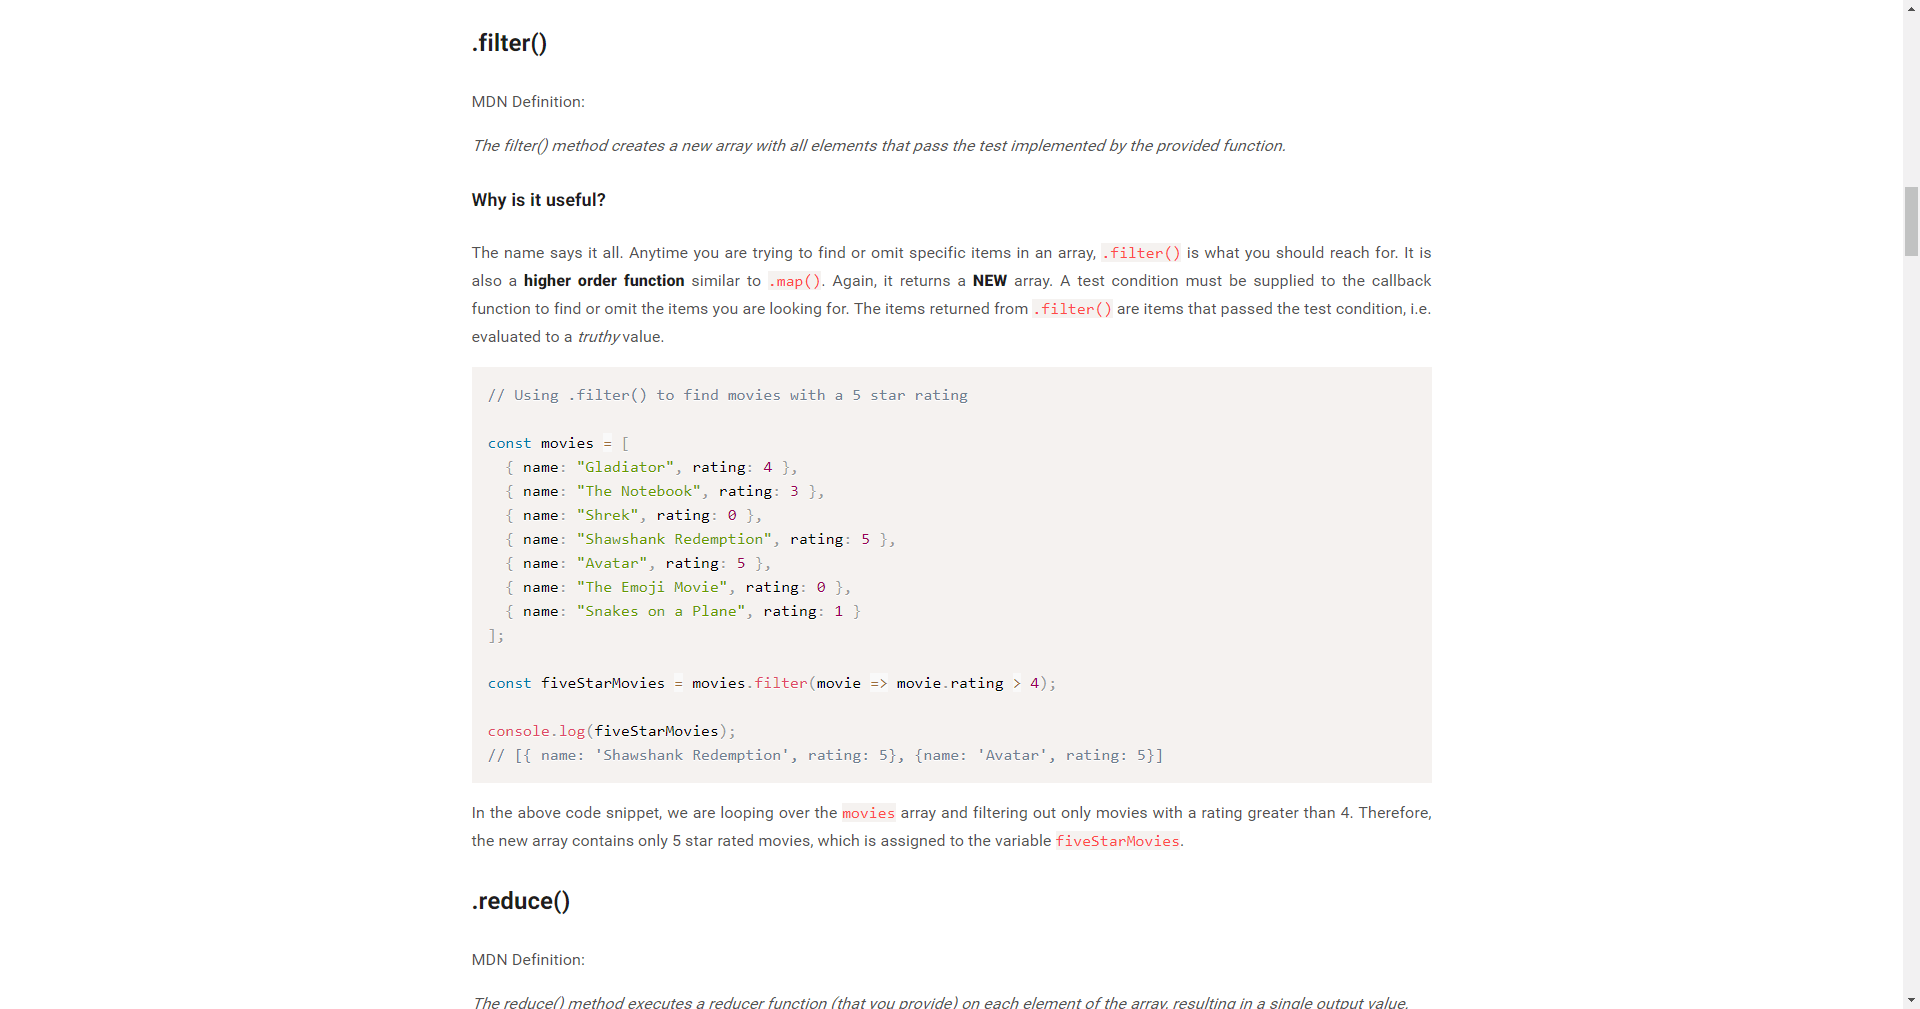 .filter()
MDN Definition:
The filter() method creates a new array with all elements that pass the test implemented by the provided function.
Why is it useful?
The name says it all. Anytime you are trying to find or omit specific items in an array, .filter() is what you should reach for. It is
also a higher order function similar to .map(). Again, it returns a NEW array. A test condition must be supplied to the callback
function to find or omit the items you are looking for. The items returned from .filter() are items that passed the test condition, i.e.
evaluated to a truthy value.
// Using .filter() to find movies with a 5 star rating
const movies = [
  { name: "Gladiator", rating: 4 },
  { name: "The Notebook", rating: 3 },
  { name: "Shrek", rating: 0 },
  { name: "Shawshank Redemption", rating: 5 },
  { name: "Avatar", rating: 5 },
  { name: "The Emoji Movie", rating: 0 },
  { name: "Snakes on a Plane", rating: 1 }
];
const fiveStarMovies = movies.filter(movie => movie.rating > 4);
console.log(fiveStarMovies);
// [{ name: 'Shawshank Redemption', rating: 5}, {name: 'Avatar', rating: 5}]
In the above code snippet, we are looping over the movies array and filtering out only movies with a rating greater than 4. Therefore,
the new array contains only 5 star rated movies, which is assigned to the variable fiveStarMovies.
.reduce()
MDN Definition:
The reduce() method executes a reducer function (that you provide) on each element of the array, resulting in a single output value.